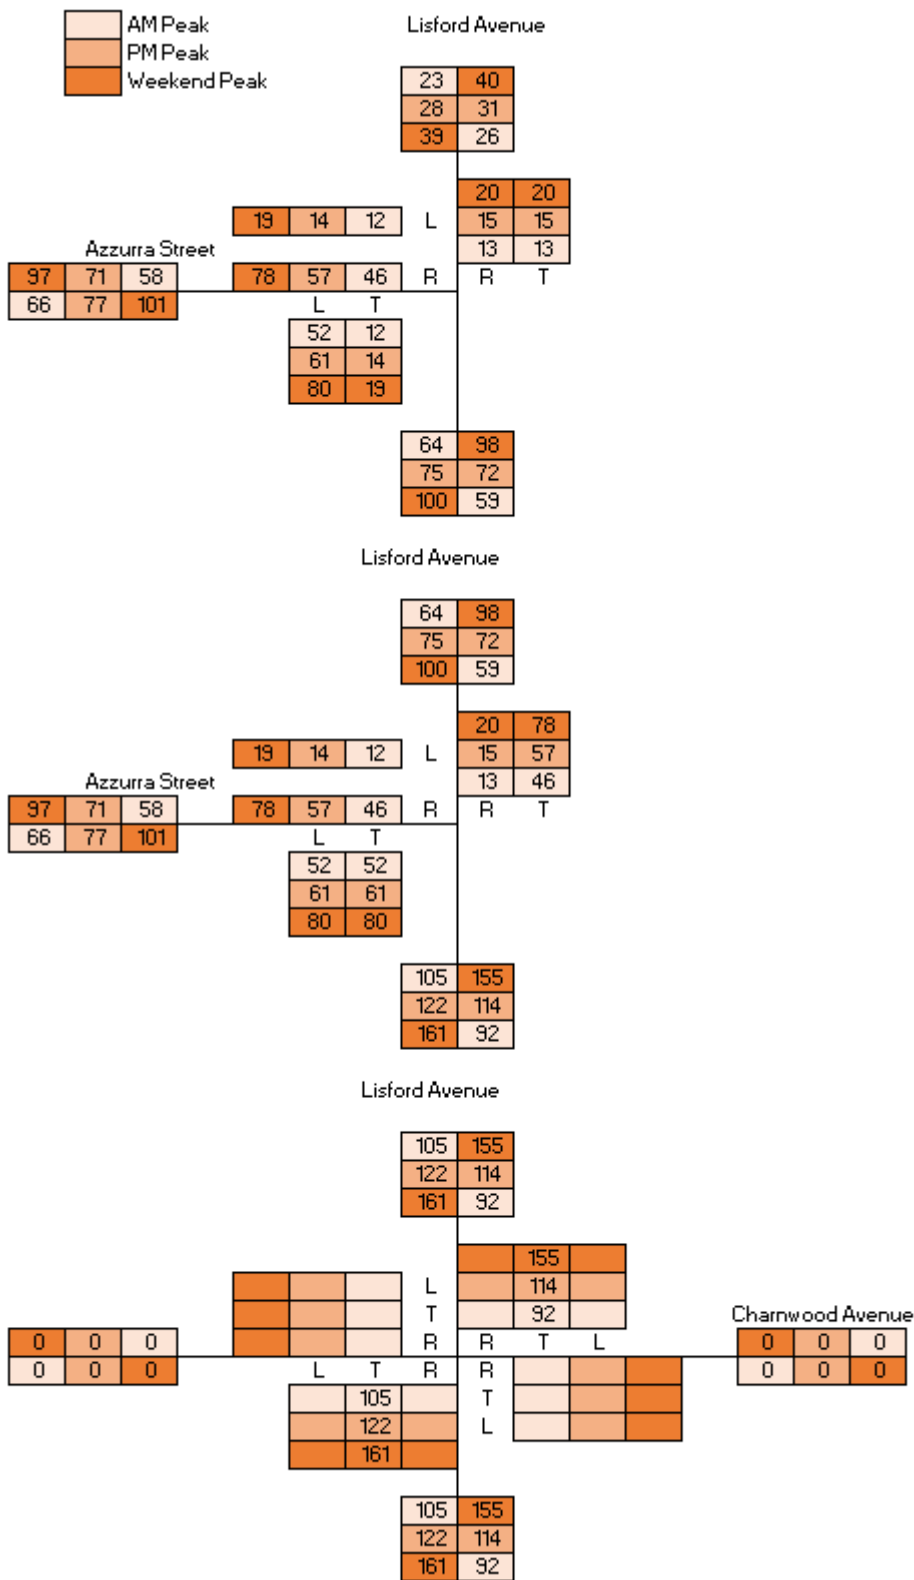 AM Peak
PM Peak
Weekend Peak
Lisford Avenue
23 40
28 31
39 26
20 20
19 14 12 L 15 15
Azzurra Street 13 13
97 71 58 78 57 46 R R T
66 77 101 L T
52 12
61 14
80 19
64 98
75 72
100 59
Lisford Avenue
64 98
75 72
100 59
20 78
19 14 12 L 15 57
Azzurra Street 13 46
97 71 58 78 57 46 R R T
66 77 101 L T
52 52
61 61
80 80
105 155
122 114
161 92
Lisford Avenue
105 155
122 114
161 92
155
L 114
T 92 Charnwood Avenue
0 0 0 R R T L 0 0 0
0 0 0 L T R R 0 0 0
105 T
122 L
161
105 155
122 114
161 92